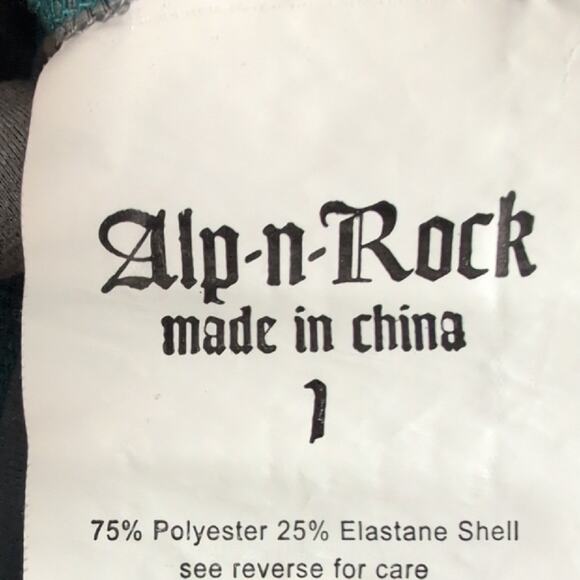 Alp-n-Rock
made in china
1
75% Polyester 25% Elastane Shell
see reverse for care